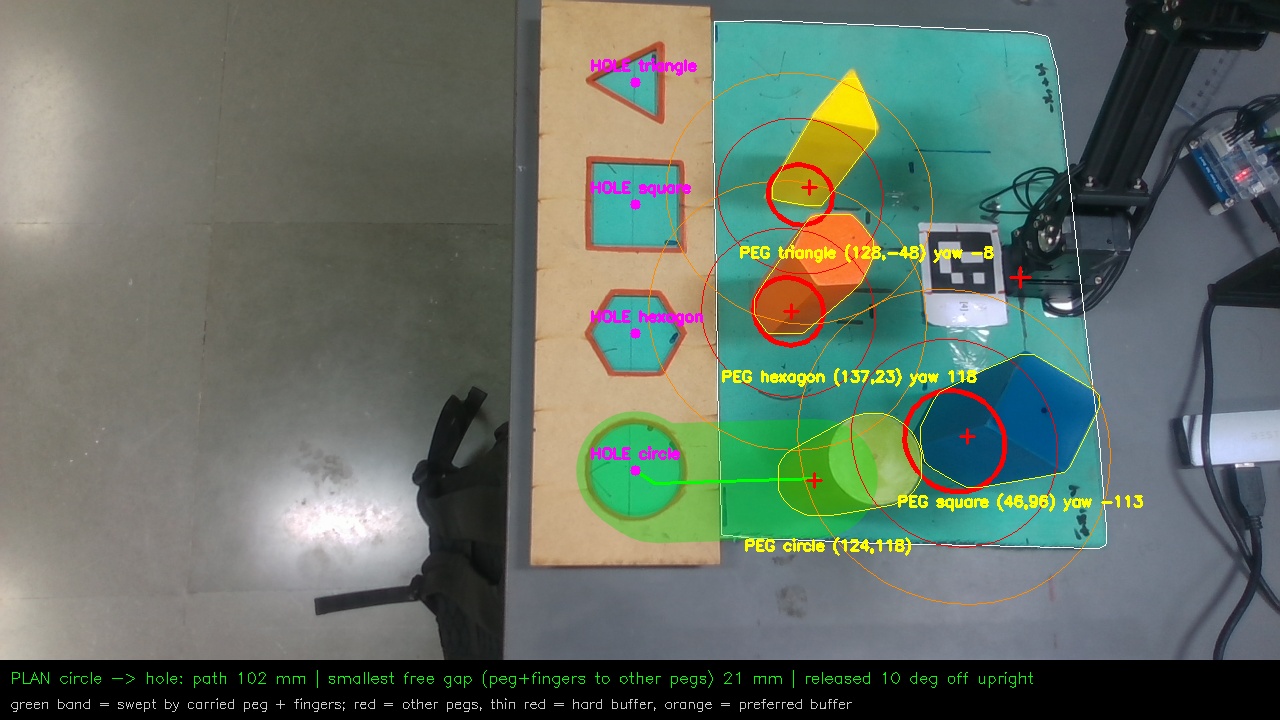 HOLE triangle
HOLE square
PEG triangle (128,-48) yaw -8
HOLE hexagon
PEG hexagon (137,23) yaw 118
HOLE circle
PEG square (46,96) yaw -113
PEG circle (124,118)
PLAN circle -> hole: path 102 mm | smallest free gap (peg+fingers to other pegs) 21 mm | released 10 deg off upright
green band = swept by carried peg + fingers; red = other pegs, thin red = hard buffer, orange = preferred buffer